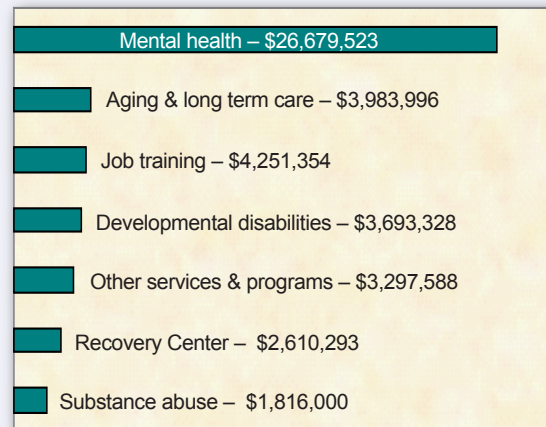 Mental health – $26,679,523
Aging & long term care – $3,983,996
Job training – $4,251,354
Developmental disabilities – $3,693,328
Other services & programs – $3,297,588
Recovery Center –  $2,610,293
Substance abuse –  $1,816,000